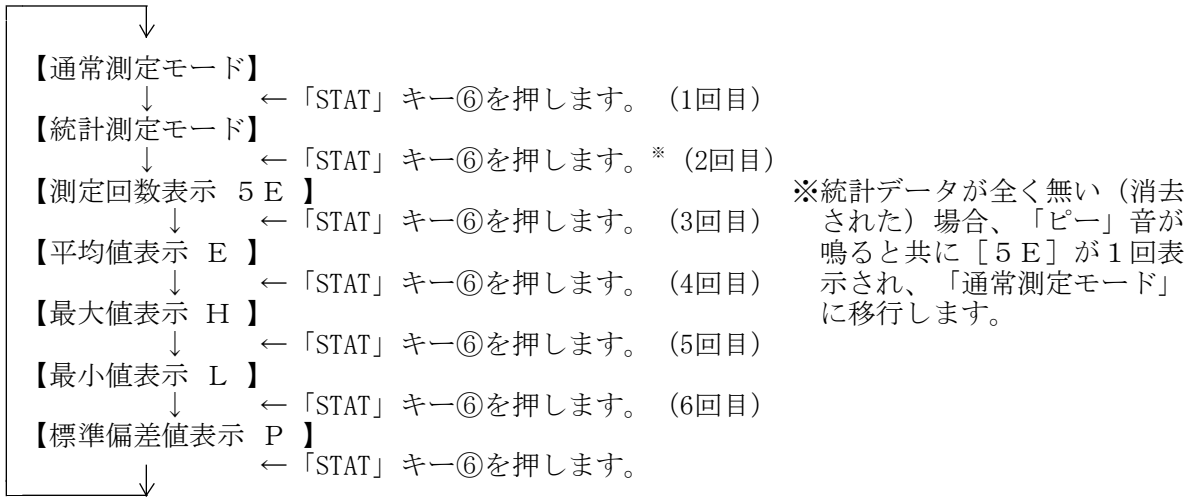 【通常測定モード】
↓ ←「STAT」キー⑥を押します。(1回目)
【統計測定モード】
↓ ←「STAT」キー⑥を押します。※(2回目)
【測定回数表示 5E】
↓ ←「STAT」キー⑥を押します。(3回目)
【平均値表示 E】
↓ ←「STAT」キー⑥を押します。(4回目)
【最大値表示 H】
↓ ←「STAT」キー⑥を押します。(5回目)
【最小値表示 L】
↓ ←「STAT」キー⑥を押します。(6回目)
【標準偏差値表示 P】
←「STAT」キー⑥を押します。
※統計データが全く無い(消去
された)場合、「ピー」音が
鳴ると共に[5E]が1回表
示され、「通常測定モード」
に移行します。